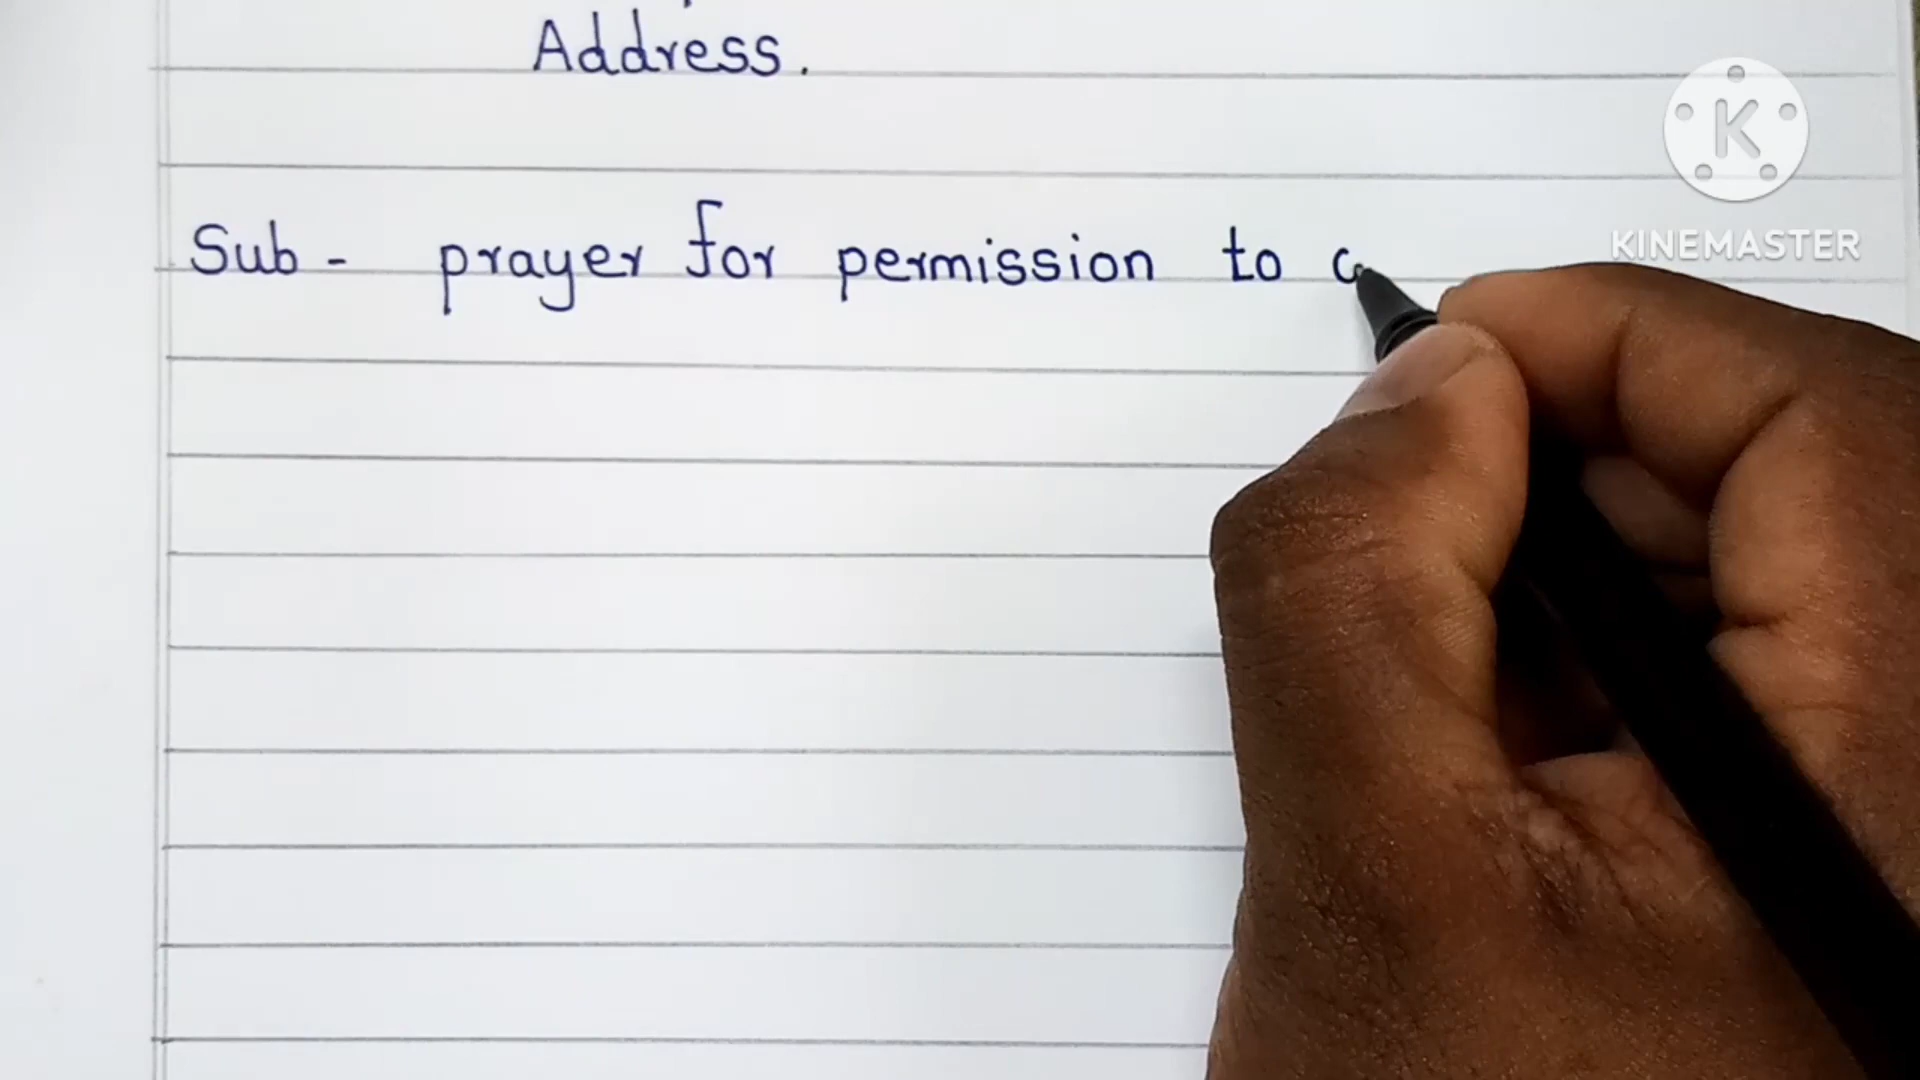 Address.
Sub - prayer for permission to
K
KINEMASTER